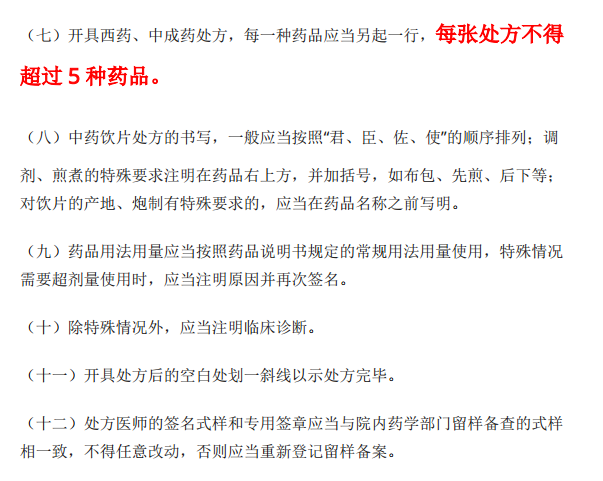 （七）开具西药、中成药处方，每一种药品应当另起一行，每张处方不得
超过 5 种药品。
（八）中药饮片处方的书写，一般应当按照“君、臣、佐、使”的顺序排列；调
剂、煎煮的特殊要求注明在药品右上方，并加括号，如布包、先煎、后下等；
对饮片的产地、炮制有特殊要求的，应当在药品名称之前写明。
（九）药品用法用量应当按照药品说明书规定的常规用法用量使用，特殊情况
需要超剂量使用时，应当注明原因并再次签名。
（十）除特殊情况外，应当注明临床诊断。
（十一）开具处方后的空白处划一斜线以示处方完毕。
（十二）处方医师的签名式样和专用签章应当与院内药学部门留样备查的式样
相一致，不得任意改动，否则应当重新登记留样备案。